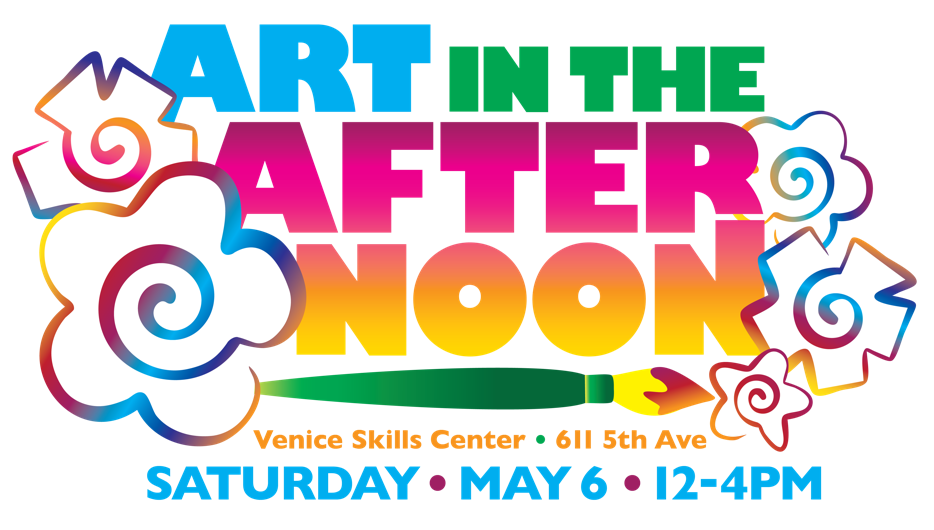 ART IN THE
AFTER
NOON
Venice Skills Center • 611 5th Ave
SATURDAY • MAY 6 • 12-4PM